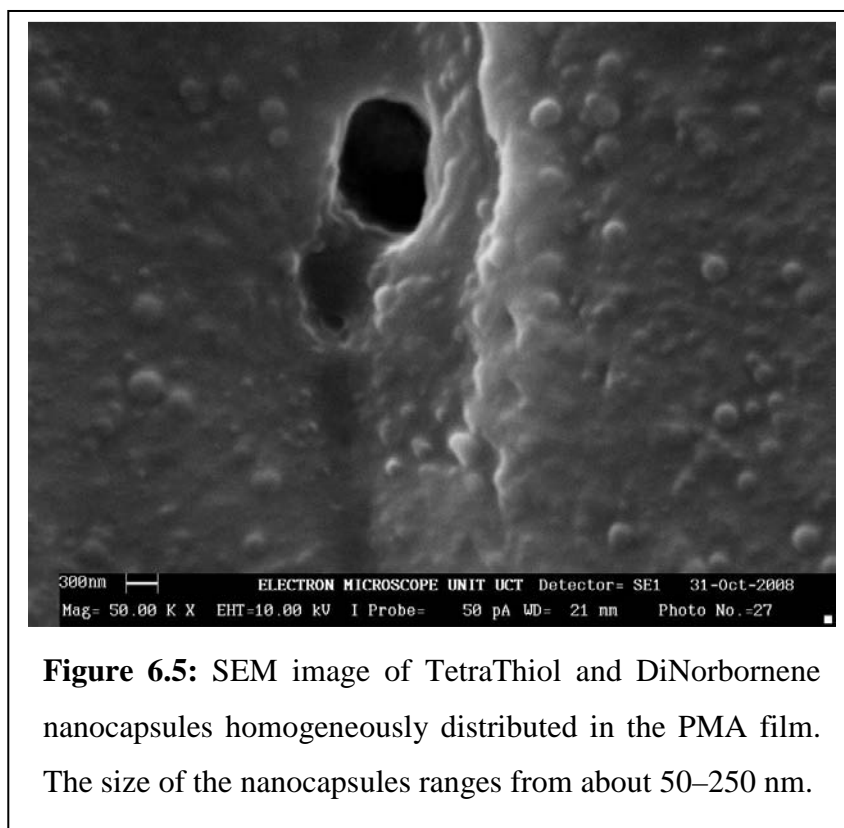 300nm ELECTRON MICROSCOPE UNIT UCT Detector= SE1 31-Oct-2008
Mag= 50.00 K X EHT=10.00 kV I Probe= 50 pA WD= 21 mm Photo No.=27
Figure 6.5: SEM image of TetraThiol and DiNorbornene
nanocapsules homogeneously distributed in the PMA film.
The size of the nanocapsules ranges from about 50–250 nm.